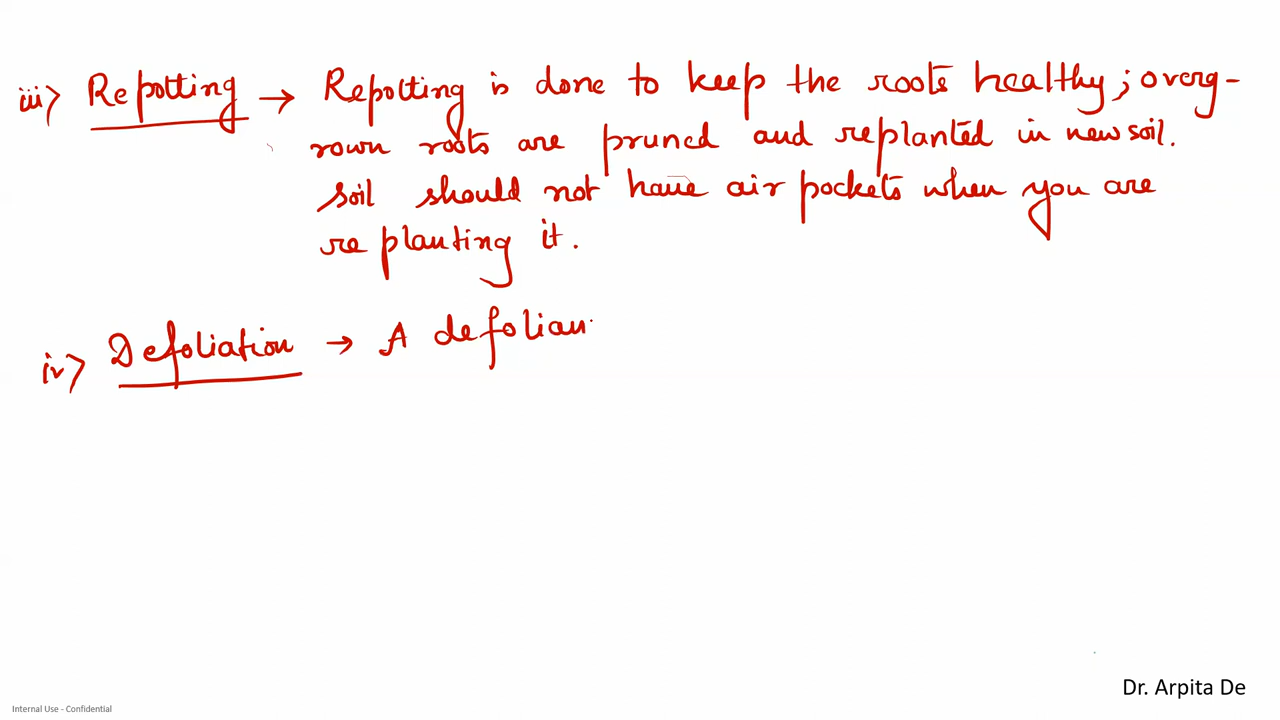 iii) Repotting → Repotting is done to keep the roots healthy; overg-
rown roots are pruned and replanted in new soil.
Soil should not have air pockets when you are
replanting it.
iv) Defoliation → A defolian
Dr. Arpita De
Internal Use - Confidential